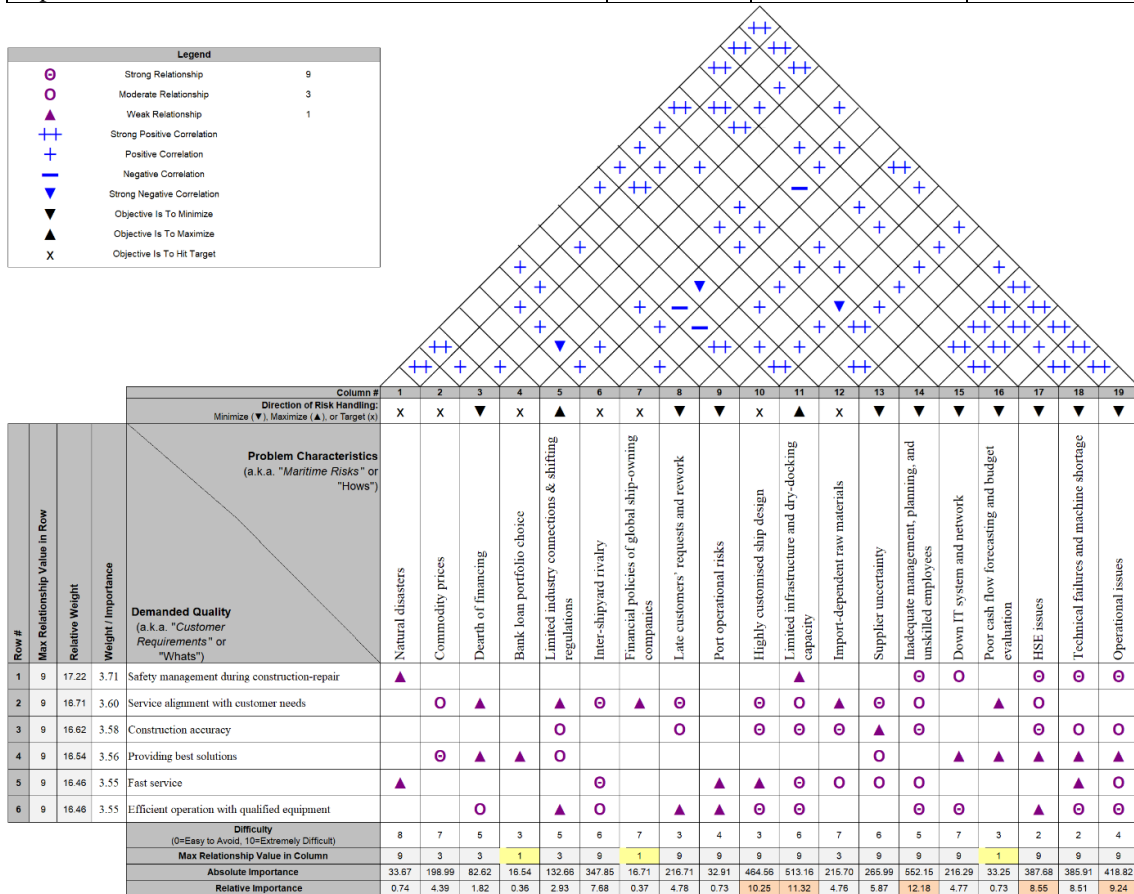 Legend
Θ Strong Relationship 9
Ο Moderate Relationship 3
▲ Weak Relationship 1
++ Strong Positive Correlation
+ Positive Correlation
− Negative Correlation
▼ Strong Negative Correlation
▼ Objective Is To Minimize
▲ Objective Is To Maximize
x Objective Is To Hit Target
Column # 1 2 3 4 5 6 7 8 9 10 11 12 13 14 15 16 17 18 19
Direction of Risk Handling:
Minimize (▼), Maximize (▲), or Target (x) x x ▼ x ▲ x x ▼ ▼ x ▲ x ▼ ▼ ▼ ▼ ▼ ▼ ▼
Row #
Max Relationship Value in Row
Relative Weight
Weight / Importance
Problem Characteristics
(a.k.a. "Maritime Risks" or
"Hows")
Demanded Quality
(a.k.a. "Customer
Requirements" or
"Whats")
Natural disasters
Commodity prices
Dearth of financing
Bank loan portfolio choice
Limited industry connections & shifting
regulations
Inter-shipyard rivalry
Financial policies of global ship-owning
companies
Late customers' requests and rework
Port operational risks
Highly customised ship design
Limited infrastructure and dry-docking
capacity
Import-dependent raw materials
Supplier uncertainty
Inadequate management, planning, and
unskilled employees
Down IT system and network
Poor cash flow forecasting and budget
evaluation
HSE issues
Technical failures and machine shortage
Operational issues
1 9 17.22 3.71 Safety management during construction-repair ▲ ▲ Θ Ο Θ Θ Θ
2 9 16.71 3.60 Service alignment with customer needs Ο ▲ ▲ Θ ▲ Θ Θ Ο ▲ Θ Ο ▲ Ο
3 9 16.62 3.58 Construction accuracy Ο Ο Θ Θ Θ ▲ Θ Θ Ο Ο
4 9 16.54 3.56 Providing best solutions Θ ▲ ▲ Ο Ο ▲ ▲ ▲ ▲ ▲
5 9 16.46 3.55 Fast service ▲ Θ ▲ ▲ Θ Ο Ο Ο ▲ Ο
6 9 16.46 3.55 Efficient operation with qualified equipment Ο ▲ Ο ▲ ▲ Θ Θ Θ Θ ▲ Θ Θ
Difficulty
(0=Easy to Avoid, 10=Extremely Difficult) 8 7 5 3 5 6 7 3 4 3 6 7 6 5 7 3 2 2 4
Max Relationship Value in Column 9 3 3 1 3 9 1 9 9 9 9 9 3 9 9 1 9 9 9
Absolute Importance 33.67 198.99 82.62 16.54 132.66 347.85 16.71 216.71 32.91 464.56 513.16 215.70 265.99 552.15 216.29 33.25 387.68 385.91 418.82
Relative Importance 0.74 4.39 1.82 0.36 2.93 7.68 0.37 4.78 0.73 10.25 11.32 4.76 5.87 12.18 4.77 0.73 8.55 8.51 9.24